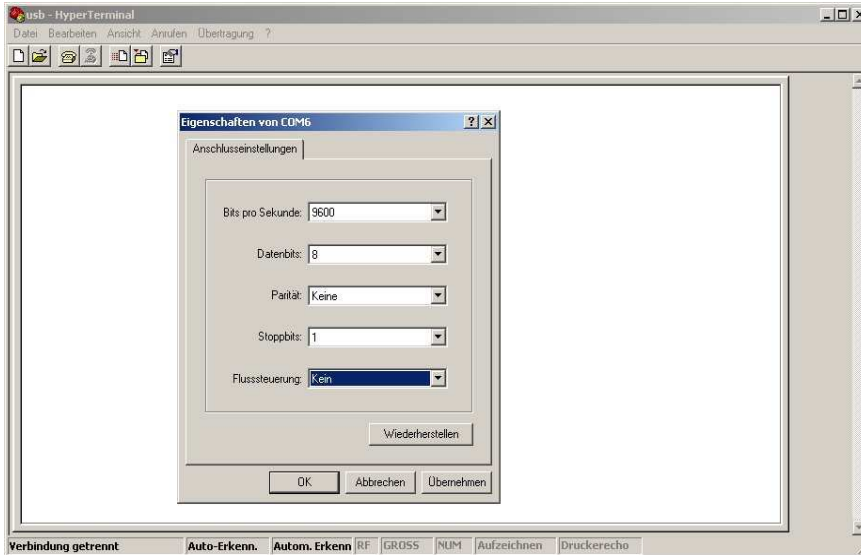 usb - HyperTerminal
Datei Bearbeiten Ansicht Anrufen Übertragung ?
Eigenschaften von COM6
Anschlusseinstellungen
Bits pro Sekunde: 9600
Datenbits: 8
Parität: Keine
Stoppbits: 1
Flusssteuerung: Kein
Wiederherstellen
OK Abbrechen Übernehmen
Verbindung getrennt Auto-Erkenn. Autom. Erkenn RF GROSS NUM Aufzeichnen Druckerecho